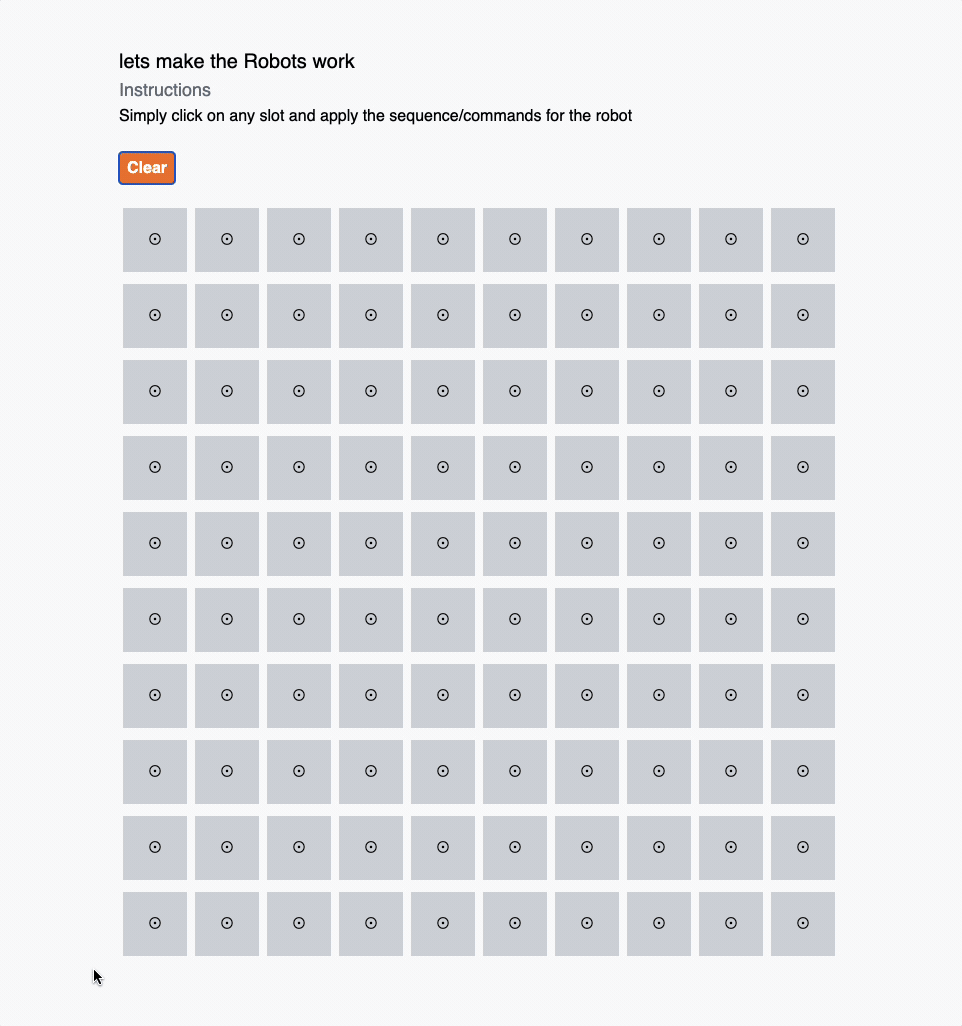 lets make the Robots work
Instructions
Simply click on any slot and apply the sequence/commands for the robot
Clear